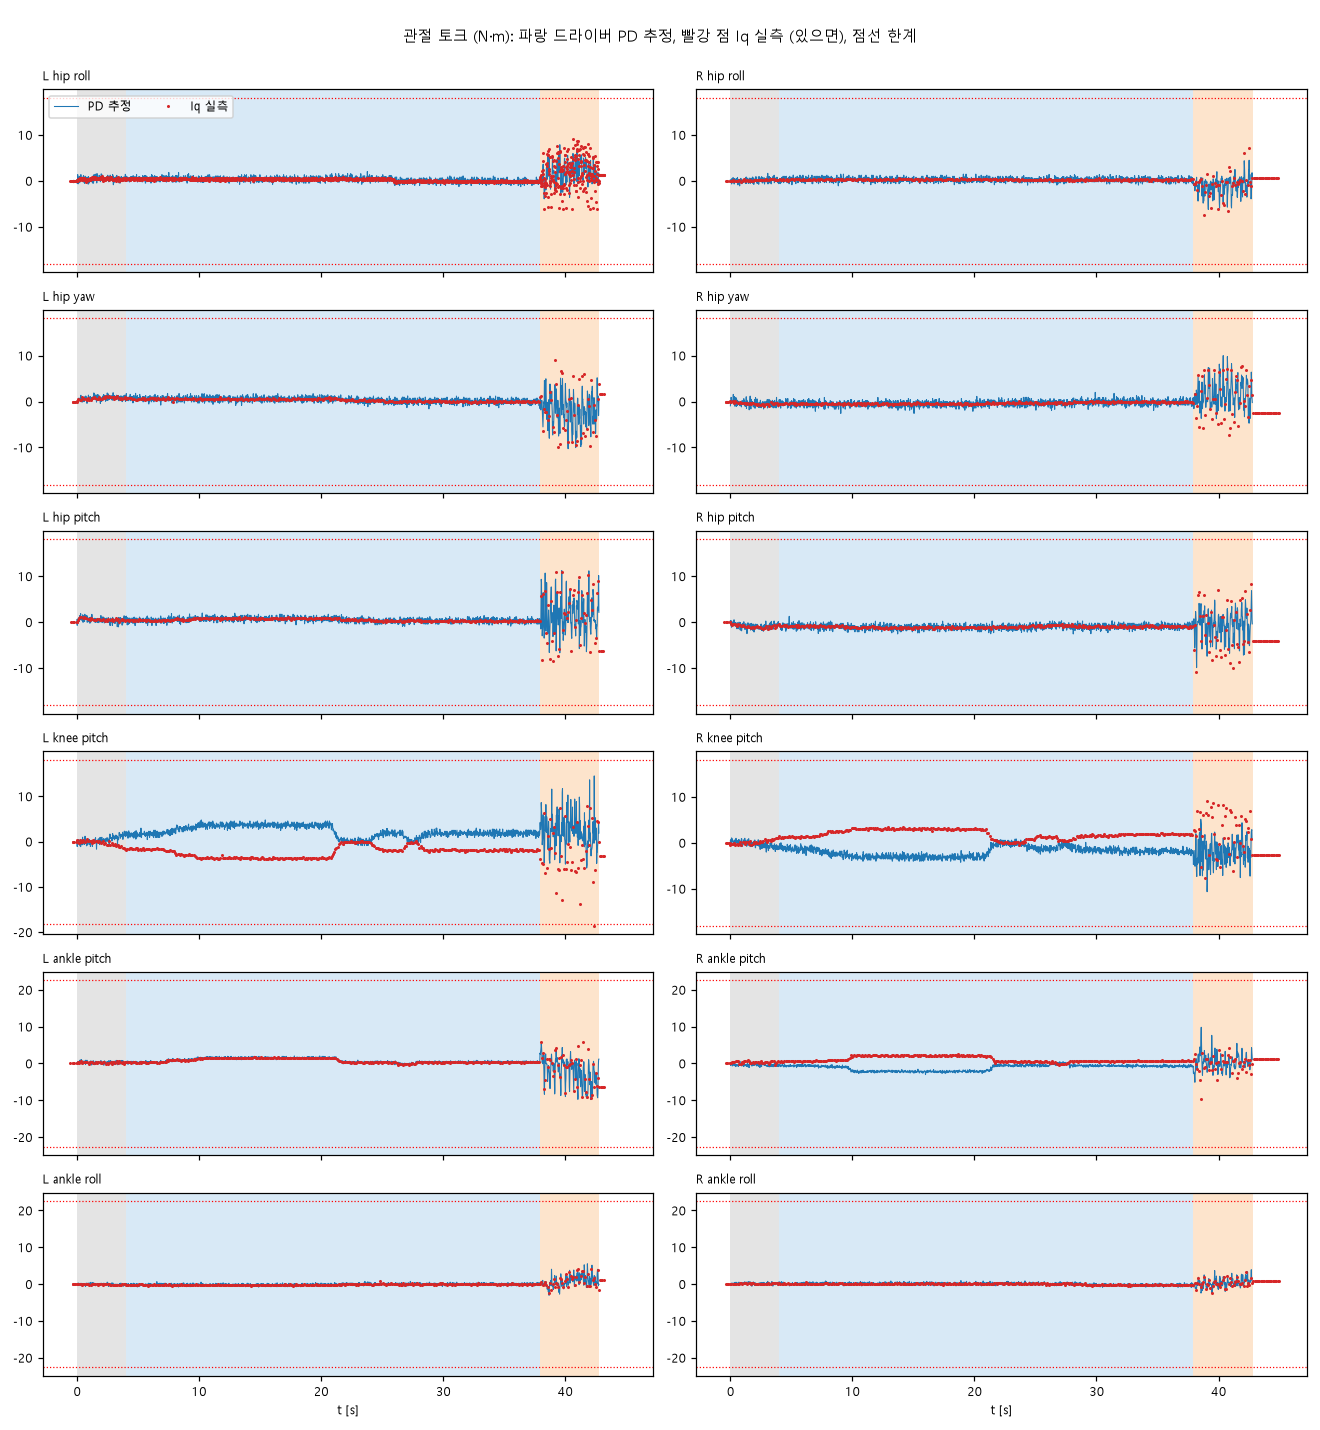 관절 토크 (N·m): 파랑 드라이버 PD 추정, 빨강 점 Iq 실측 (있으면), 점선 한계
L hip roll
R hip roll
PD 추정
Iq 실측
10
0
-10
10
0
-10
L hip yaw
R hip yaw
10
0
-10
10
0
-10
L hip pitch
R hip pitch
10
0
-10
10
0
-10
L knee pitch
R knee pitch
10
0
-10
-20
10
0
-10
L ankle pitch
R ankle pitch
20
10
0
-10
-20
20
10
0
-10
-20
L ankle roll
R ankle roll
20
10
0
-10
-20
20
10
0
-10
-20
0 10 20 30 40
0 10 20 30 40
t [s]
t [s]